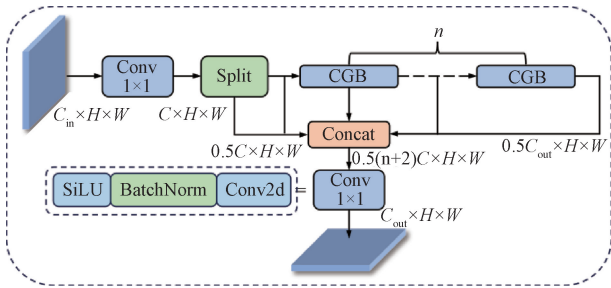 n
Conv
1×1
Split
CGB
CGB
C_in×H×W
C×H×W
0.5C×H×W
Concat
0.5C_out×H×W
0.5(n+2)C×H×W
SiLU BatchNorm Conv2d =
Conv
1×1
C_out×H×W